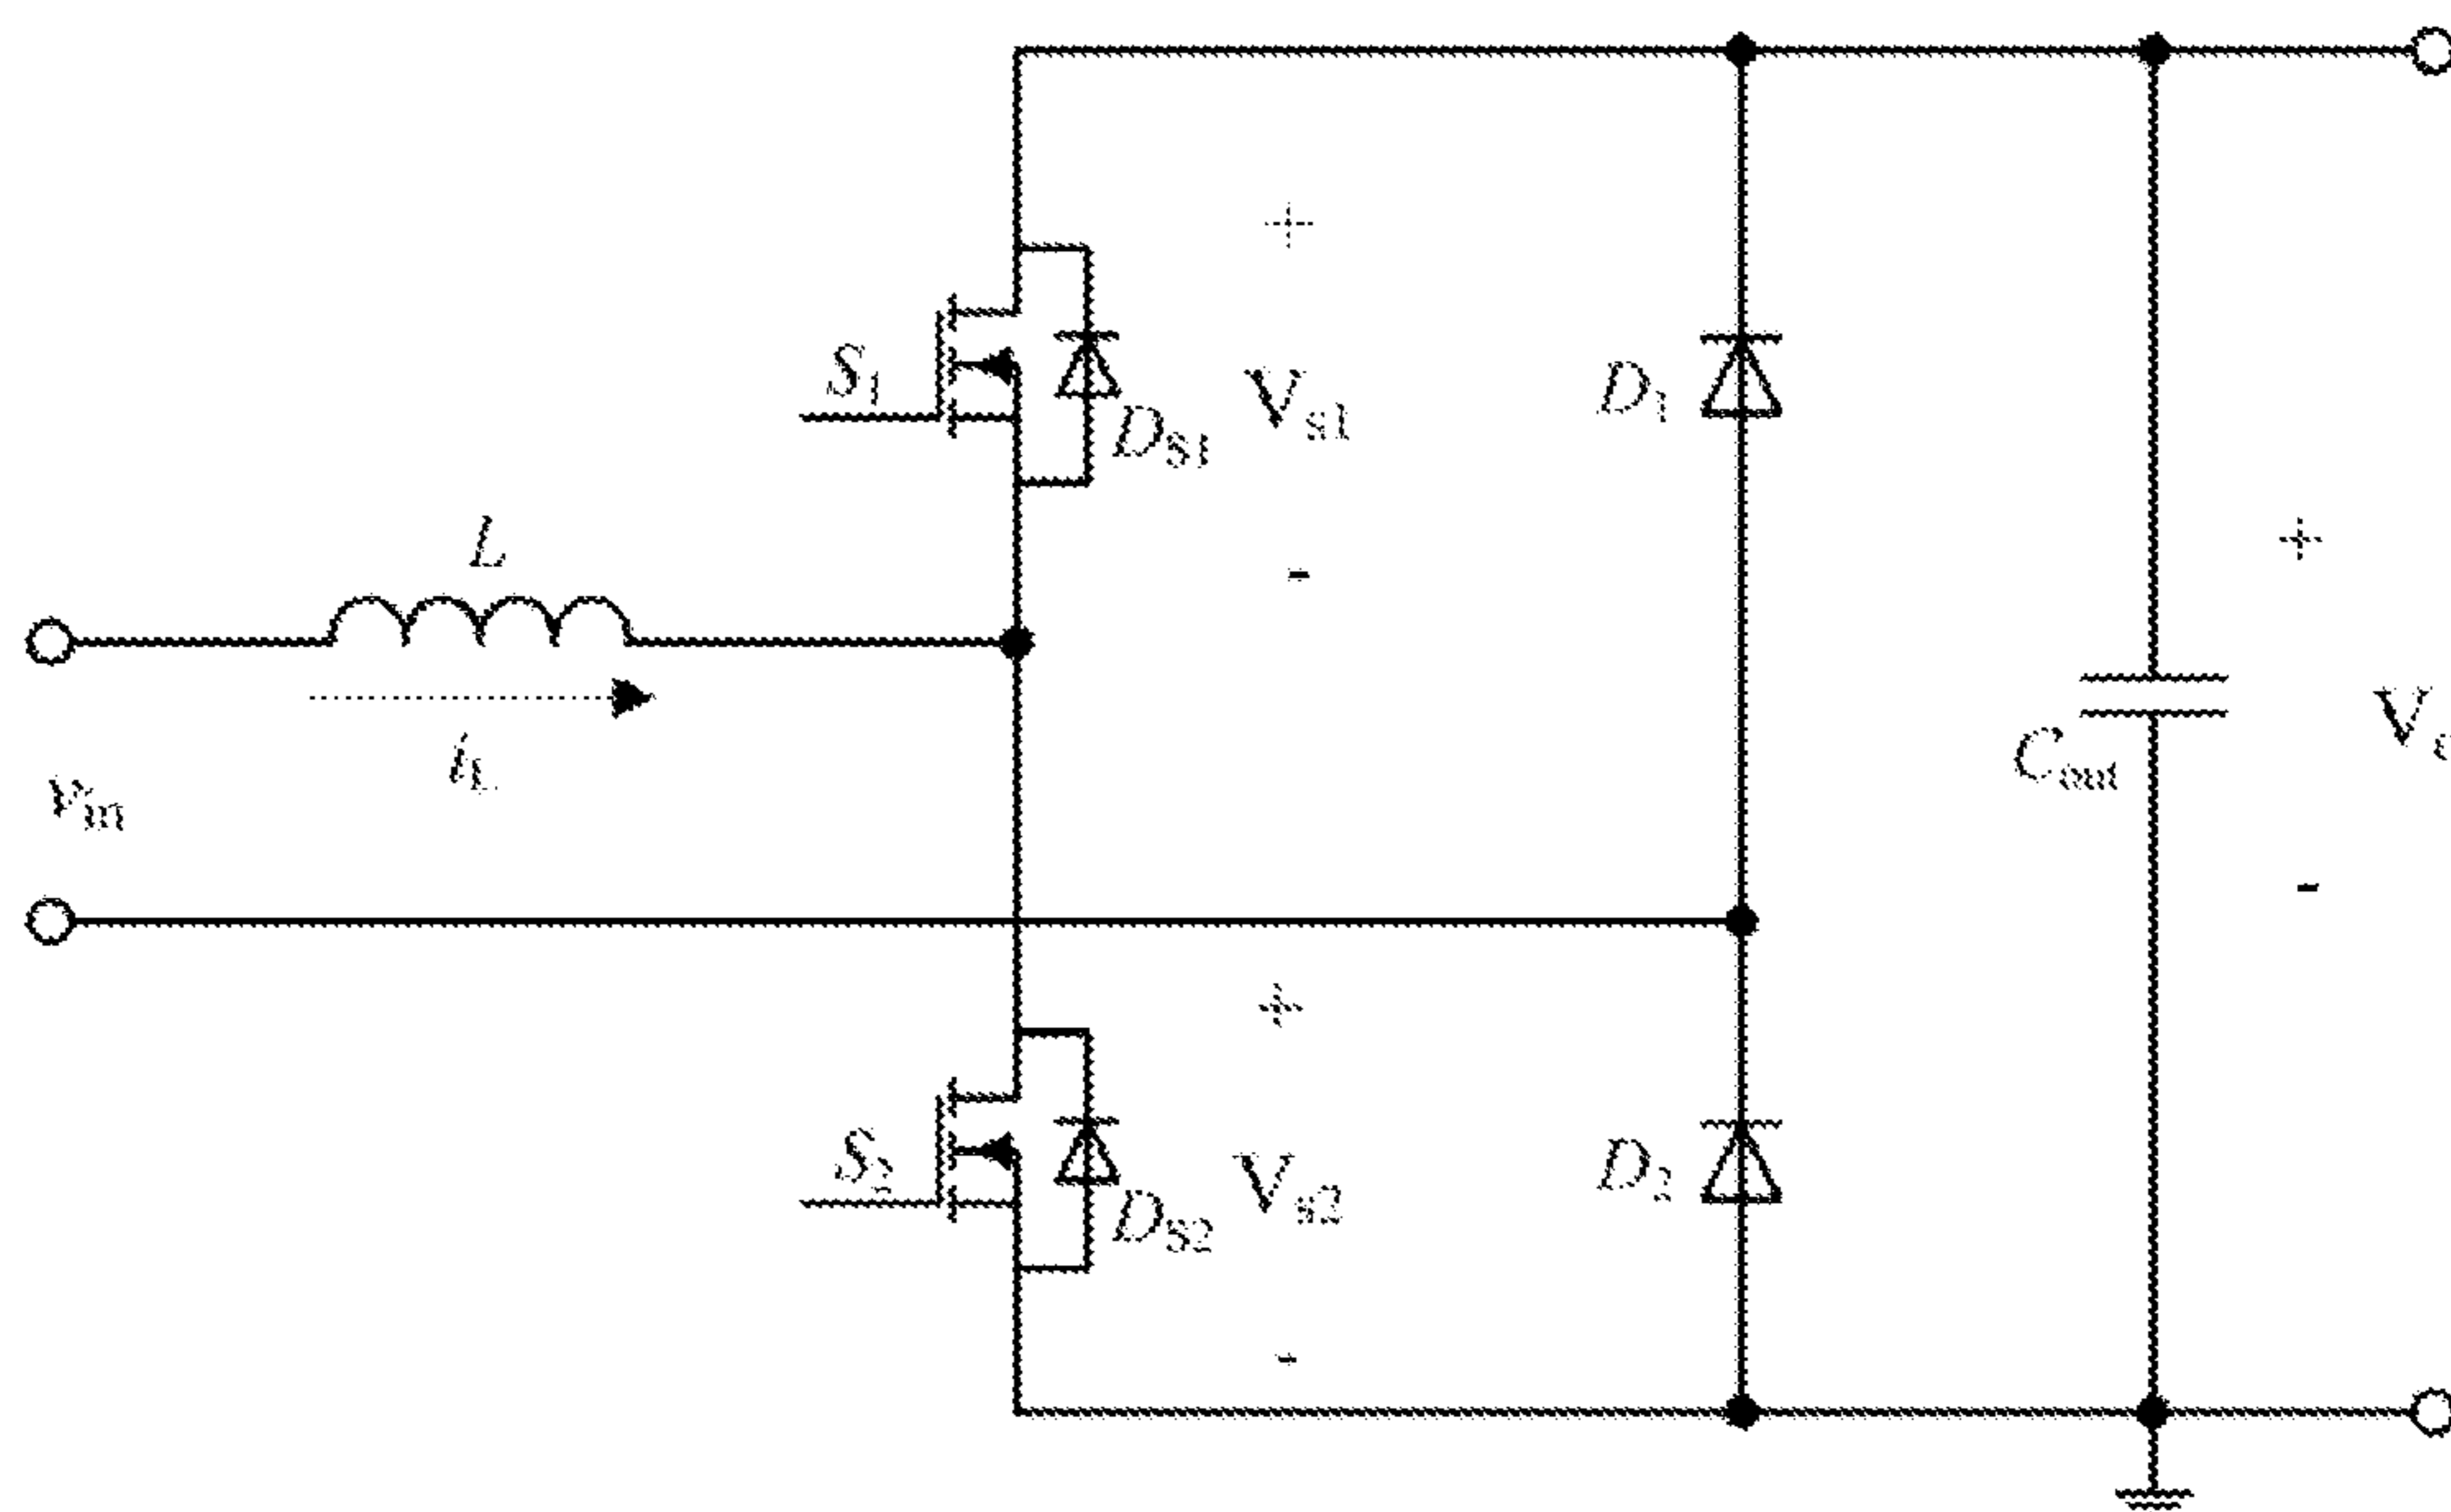 +
S1
DS1
Vs1
D1
-
L
iL
+
Vin
Cout
-
+
S2
DS2
Vs2
D2
-